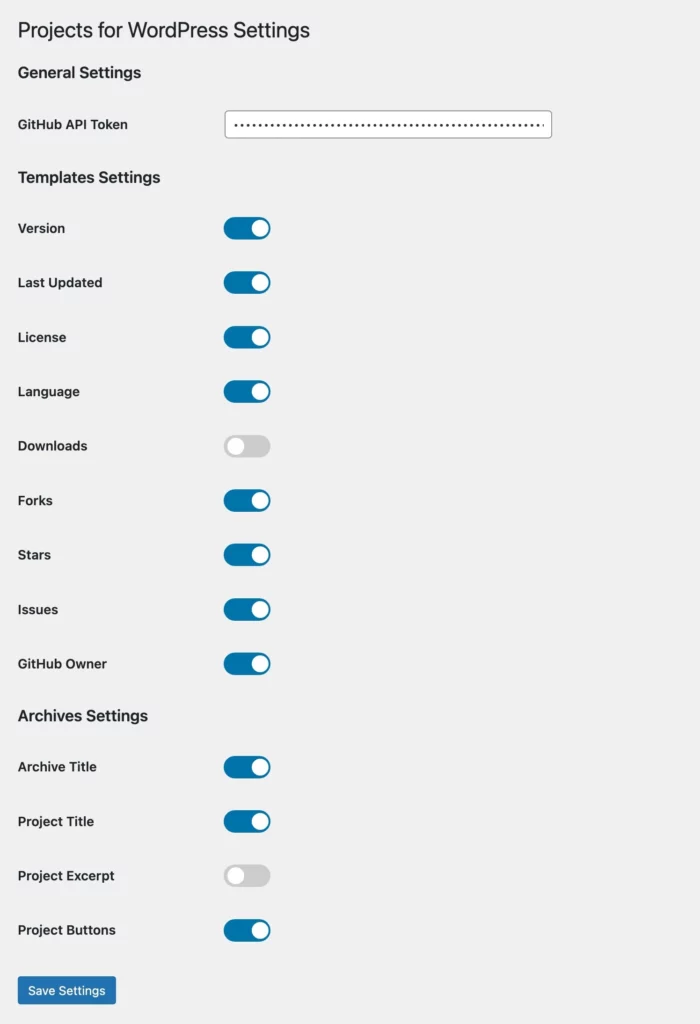 Projects for WordPress Settings
General Settings
GitHub API Token
Templates Settings
Version
Last Updated
License
Language
Downloads
Forks
Stars
Issues
GitHub Owner
Archives Settings
Archive Title
Project Title
Project Excerpt
Project Buttons
Save Settings